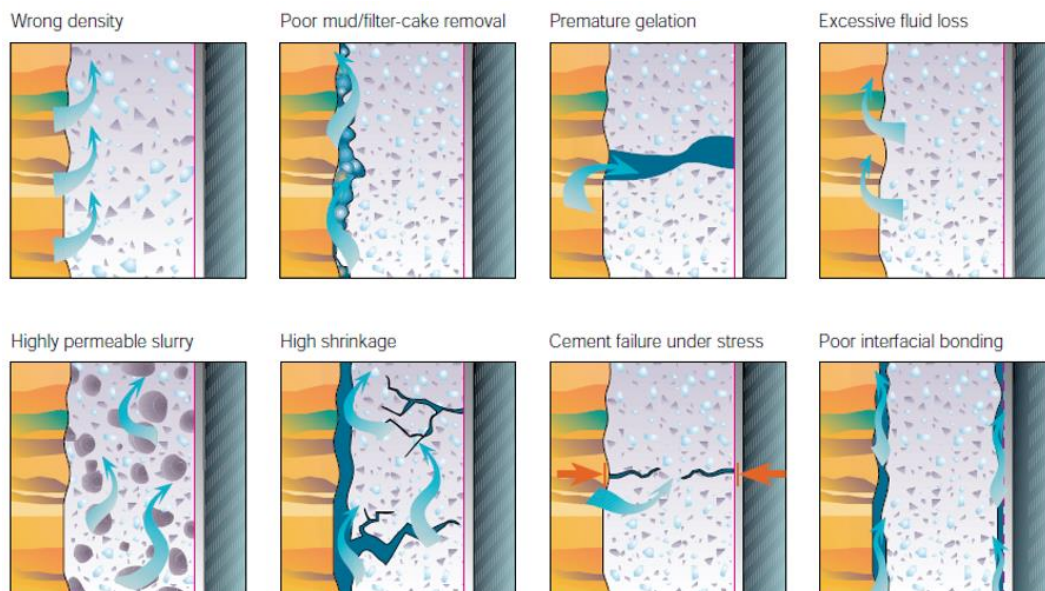 Wrong density
Poor mud/filter-cake removal
Premature gelation
Excessive fluid loss
Highly permeable slurry
High shrinkage
Cement failure under stress
Poor interfacial bonding